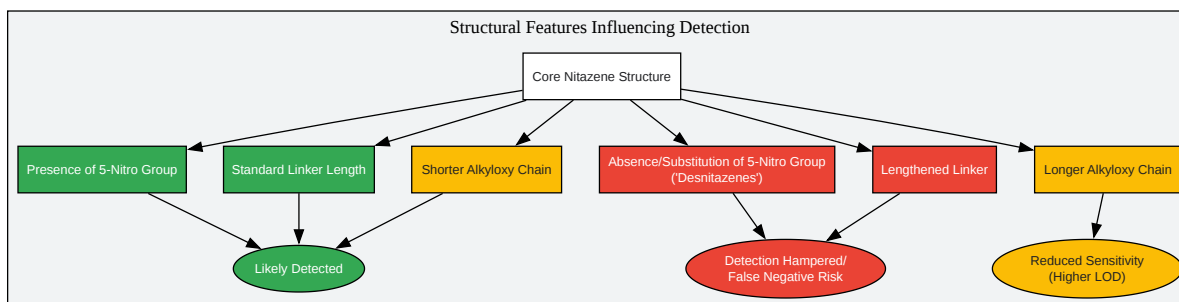 Structural Features Influencing Detection
Core Nitazene Structure
Presence of 5-Nitro Group
Standard Linker Length
Shorter Alkyloxy Chain
Absence/Substitution of 5-Nitro Group
('Desnitazenes')
Lengthened Linker
Longer Alkyloxy Chain
Likely Detected
Detection Hampered/
False Negative Risk
Reduced Sensitivity
(Higher LOD)